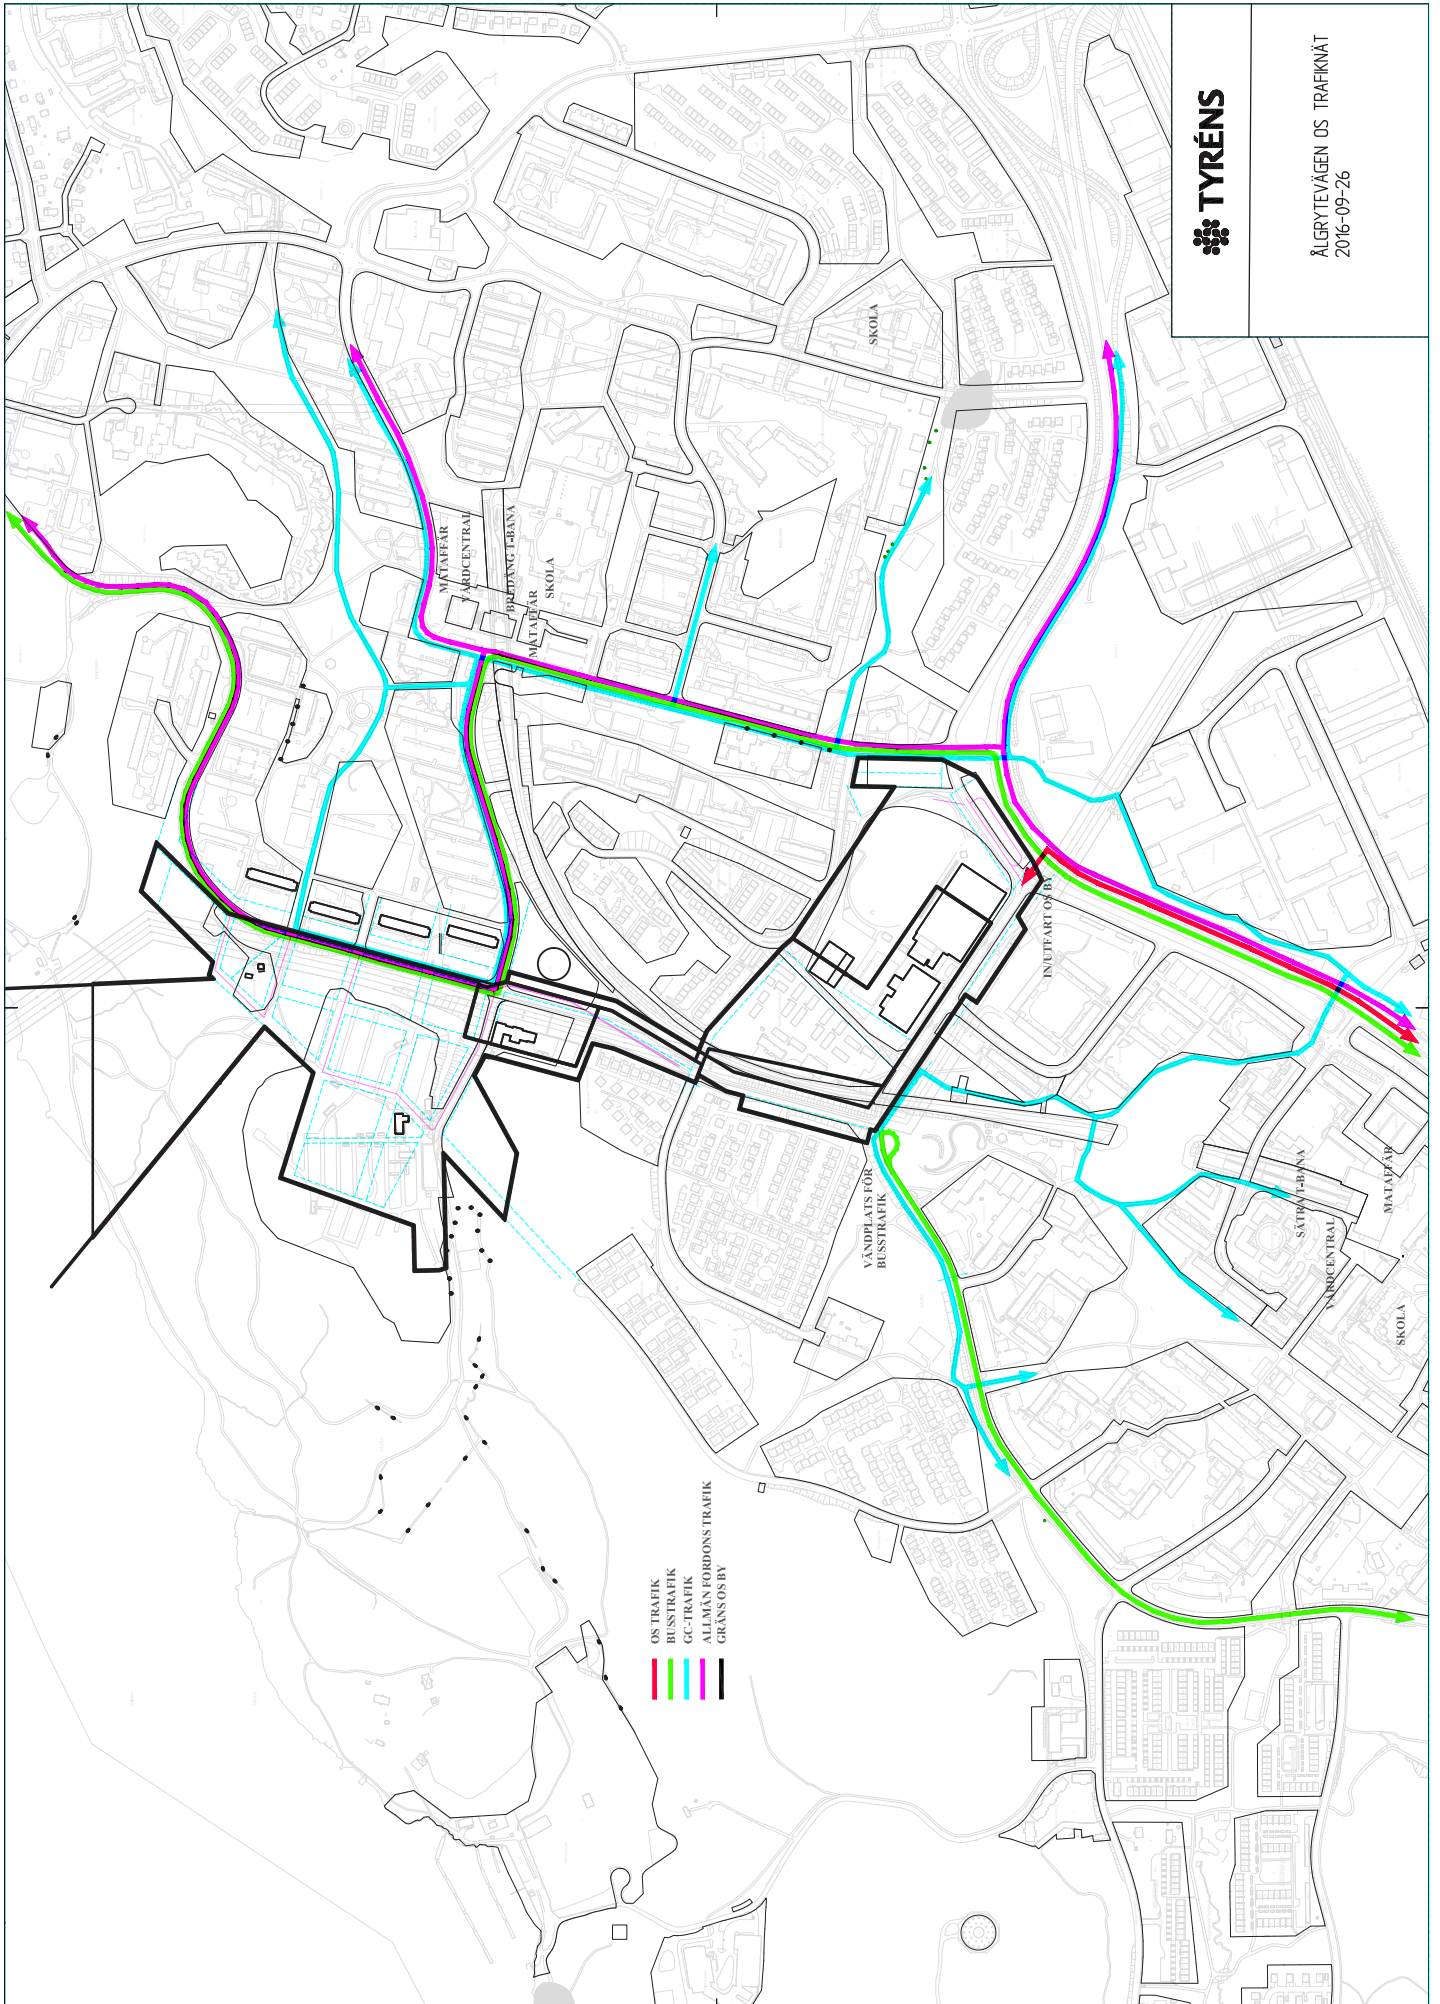 TYRÉNS
ÅLGRYTEVÄGEN OS TRAFIKNÄT
2016-09-26
SKOLA
MATAFFÄR
VÅRDCENTRAL
BREDÄNG T-BANA
MATAFFÄR
SKOLA
IN/UTFART OS BY
VÄNDPLATS FÖR
BUSSTRAFIK
SÄTRA T-BANA
VÅRDCENTRAL
MATAFFÄR
SKOLA
OS TRAFIK
BUSSTRAFIK
GC-TRAFIK
ALLMÄN FORDONS TRAFIK
GRÄNS OS BY